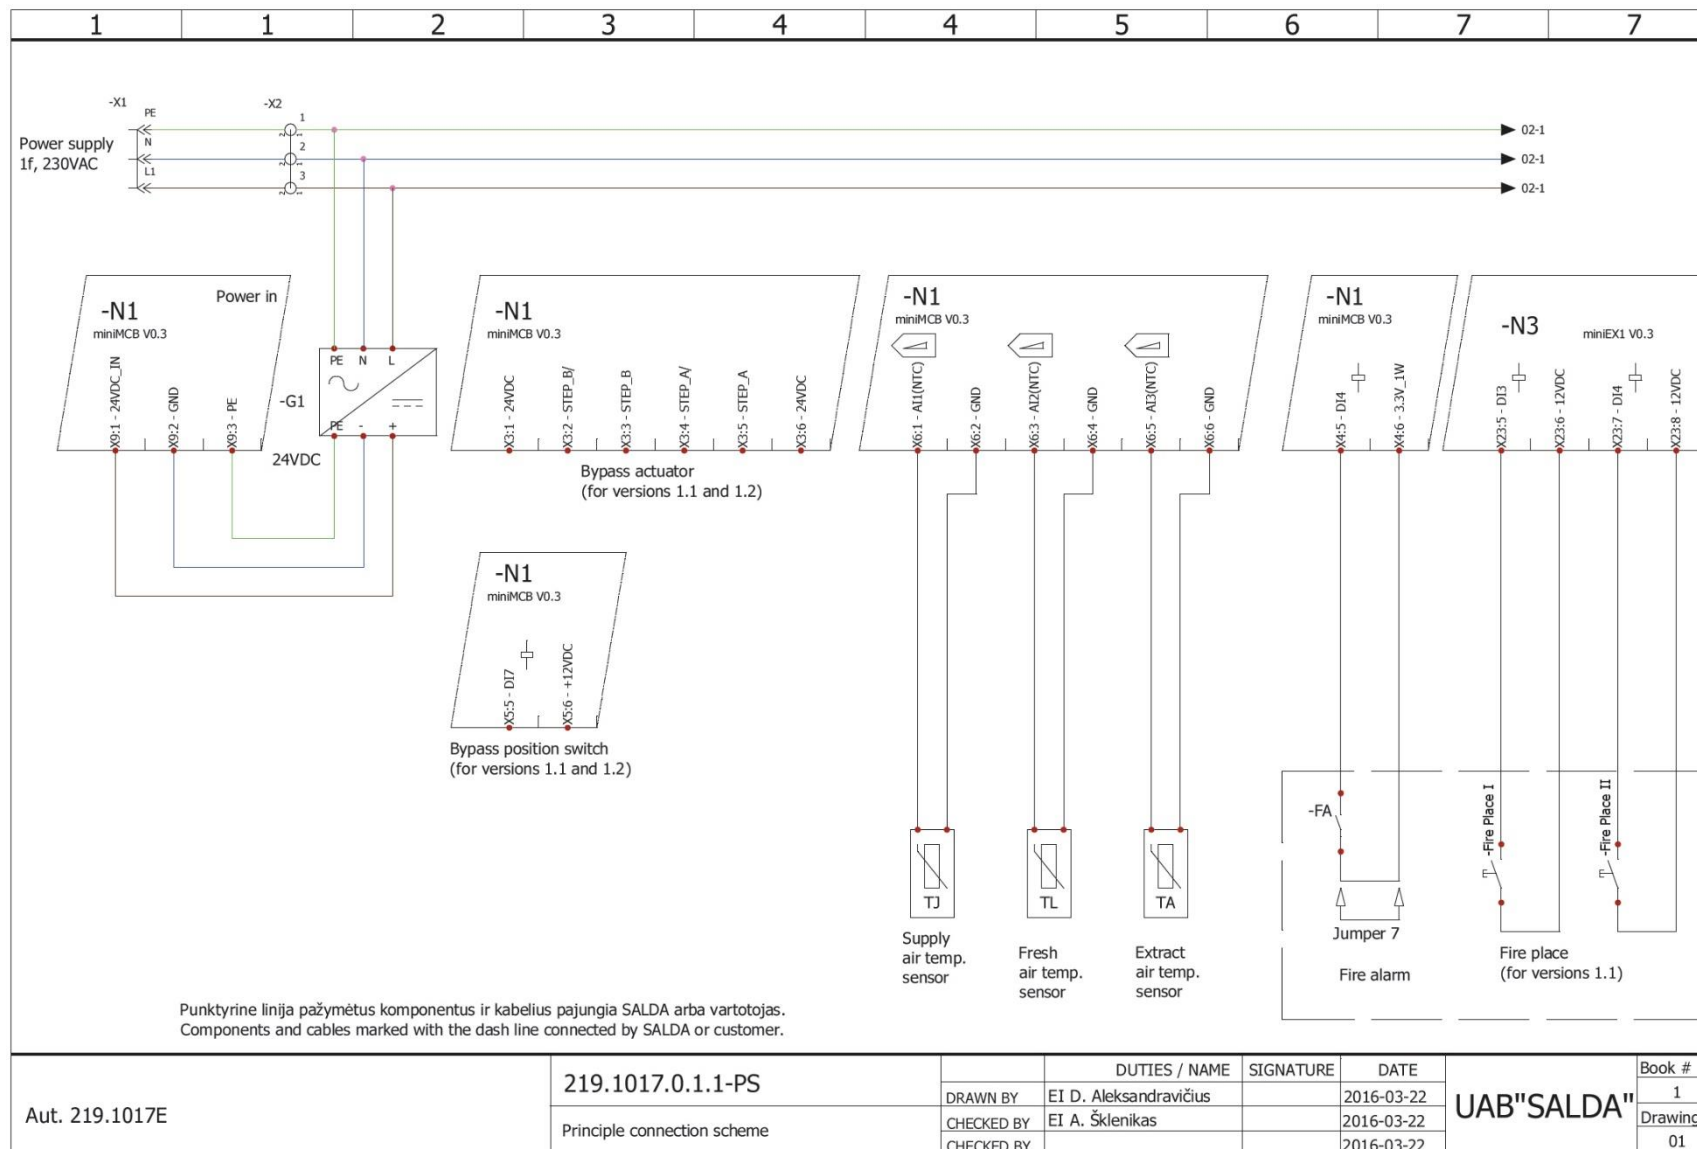 1 1 2 3 4 4 5 6 7 7
-X1
-X2
PE
1
Power supply
1f, 230VAC
N
2
L1
3
02-1
02-1
02-1
-N1
miniMCB V0.3
Power in
X9:1 - 24VDC_IN
X9:2 - GND
X9:3 - PE
PE N L
-G1
PE - +
24VDC
-N1
miniMCB V0.3
X3:1 - 24VDC
X3:2 - STEP_B/
X3:3 - STEP_B
X3:4 - STEP_A/
X3:5 - STEP_A
X3:6 - 24VDC
Bypass actuator
(for versions 1.1 and 1.2)
-N1
miniMCB V0.3
X5:5 - DI7
X5:6 - +12VDC
Bypass position switch
(for versions 1.1 and 1.2)
-N1
miniMCB V0.3
X6:1 - AI1(NTC)
X6:2 - GND
X6:3 - AI2(NTC)
X6:4 - GND
X6:5 - AI3(NTC)
X6:6 - GND
TJ
Supply
air temp.
sensor
TL
Fresh
air temp.
sensor
TA
Extract
air temp.
sensor
-N1
miniMCB V0.3
X4:5 - DI4
X4:6 - 3.3V_1W
-FA
Jumper 7
Fire alarm
-N3
miniEX1 V0.3
X23:5 - DI3
X23:6 - 12VDC
X23:7 - DI4
X23:8 - 12VDC
-Fire Place I
-Fire Place II
Fire place
(for versions 1.1)
Punktyrine linija pažymėtus komponentus ir kabelius pajungia SALDA arba vartotojas.
Components and cables marked with the dash line connected by SALDA or customer.
Aut. 219.1017E
219.1017.0.1.1-PS
Principle connection scheme
DUTIES / NAME SIGNATURE DATE
DRAWN BY EI D. Aleksandravičius 2016-03-22
CHECKED BY EI A. Šklenikas 2016-03-22
CHECKED BY 2016-03-22
UAB"SALDA"
Book #
1
Drawing
01